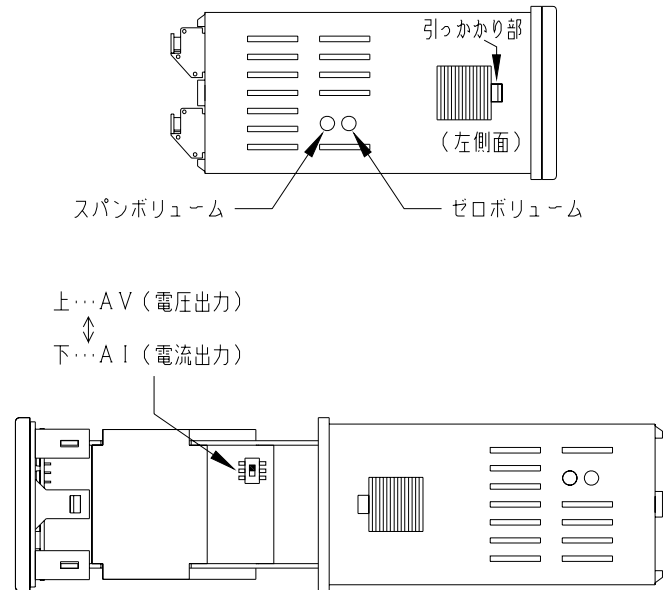 引っかかり部
(左側面)
スパンボリューム
ゼロボリューム
上…ＡＶ(電圧出力)
下…ＡＩ(電流出力)